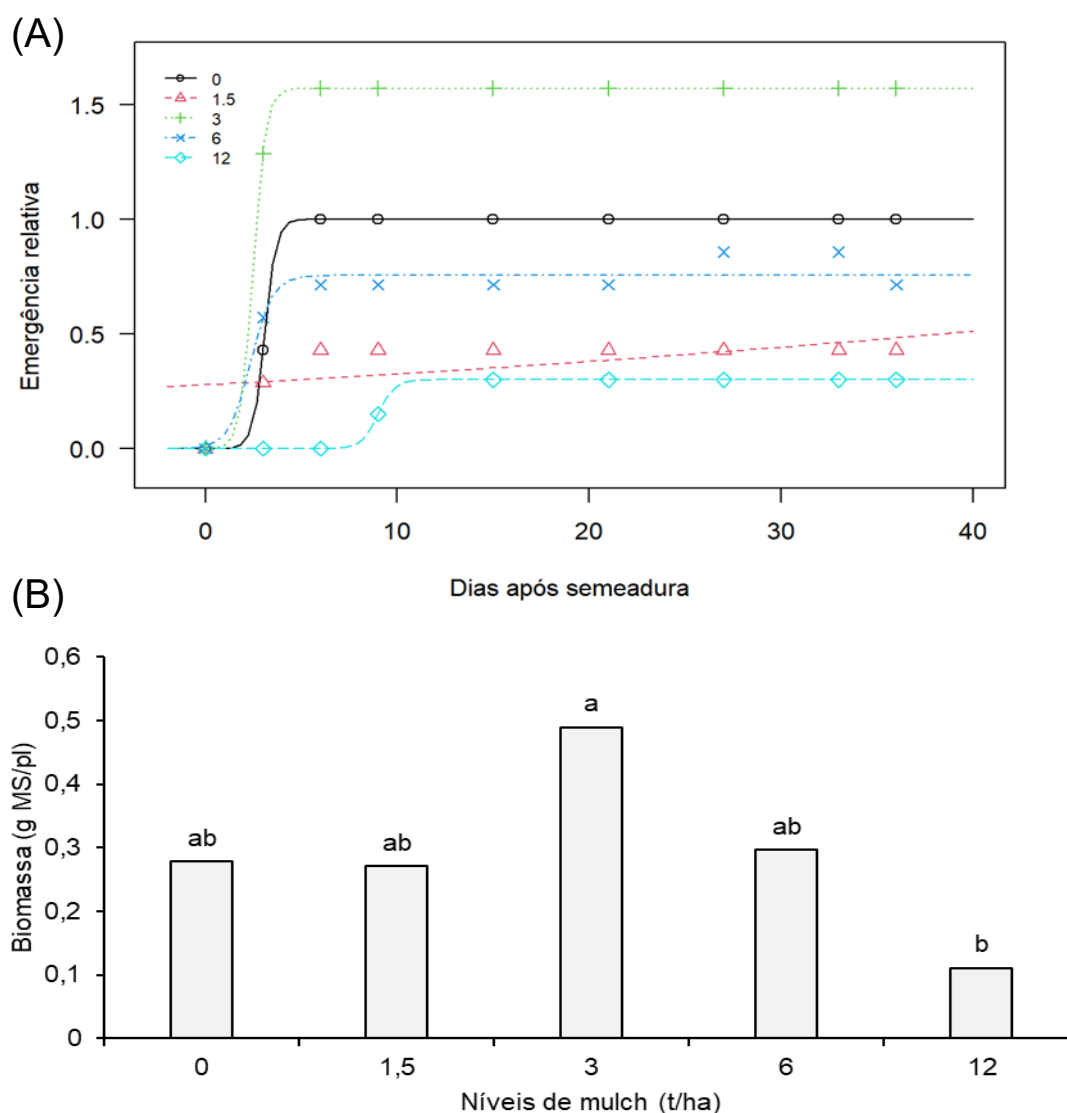 (A)
0
1.5
3
6
12
1.5
1.0
0.5
0.0
Emergência relativa
0 10 20 30 40
Dias após semeadura
(B)
0,6
0,5
0,4
0,3
0,2
0,1
0
Biomassa (g MS/pl)
ab ab a ab b
0 1,5 3 6 12
Níveis de mulch (t/ha)